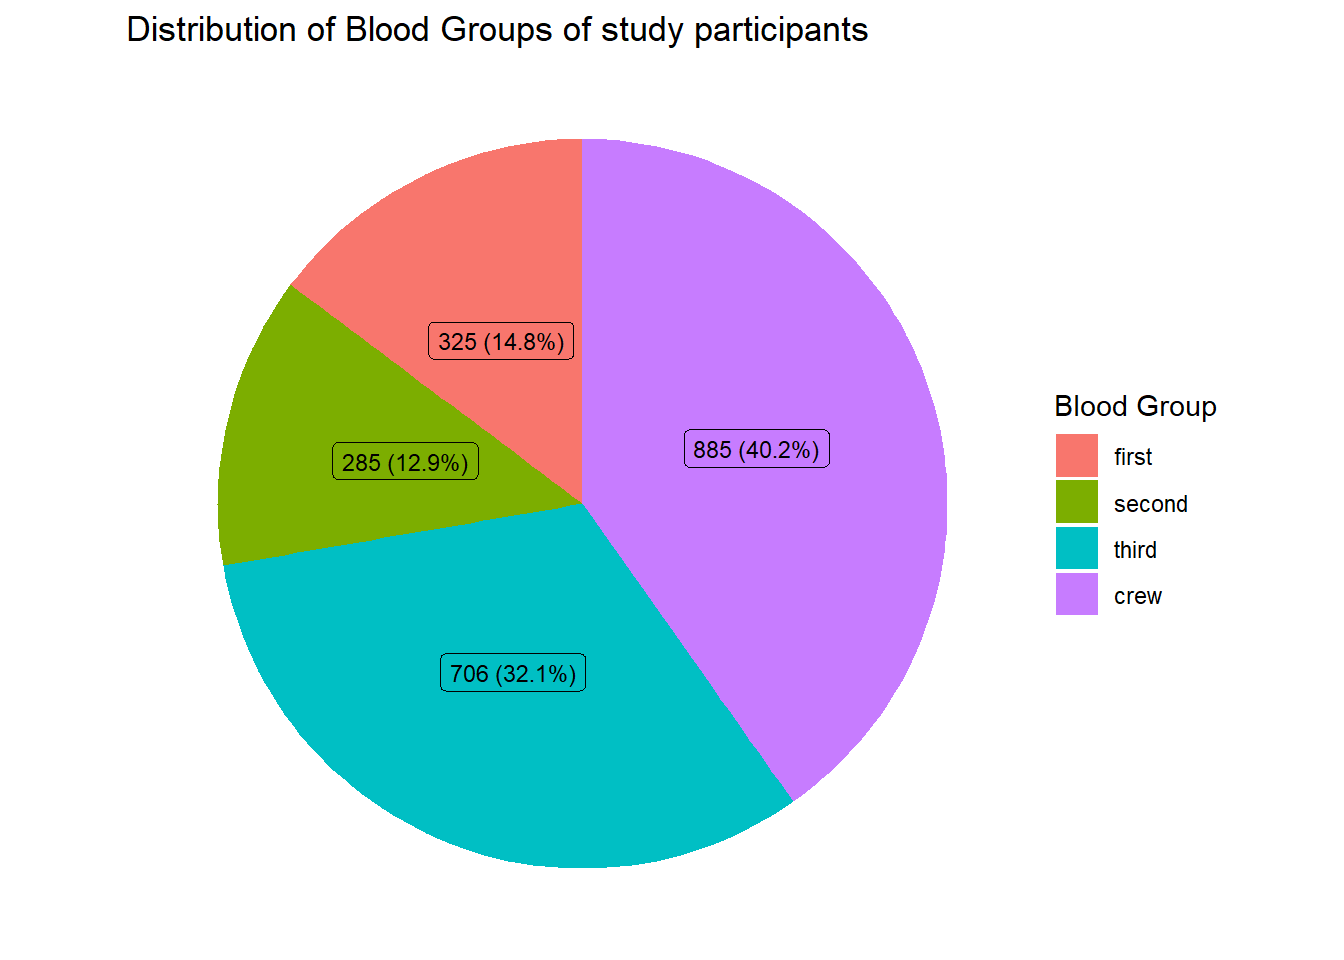 Distribution of Blood Groups of study participants
325 (14.8%)
885 (40.2%)
285 (12.9%)
706 (32.1%)
Blood Group
first
second
third
crew